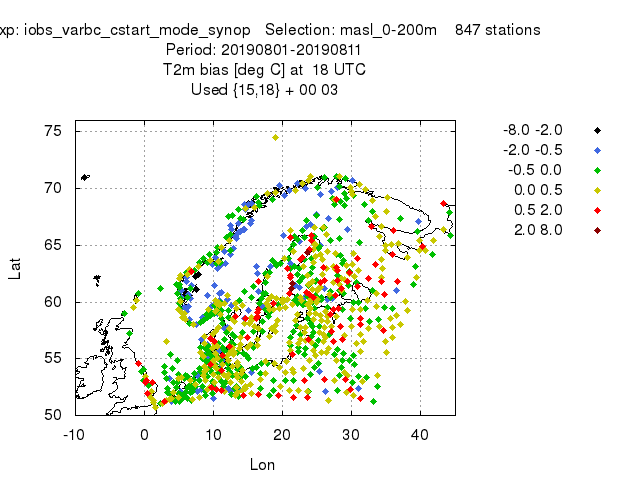 xp: iobs_varbc_cstart_mode_synop Selection: masl_0-200m 847 stations
Period: 20190801-20190811
T2m bias [deg C] at 18 UTC
Used {15,18} + 00 03
-8.0 -2.0
-2.0 -0.5
-0.5 0.0
0.0 0.5
0.5 2.0
2.0 8.0
75
70
65
60
55
50
Lat
-10 0 10 20 30 40
Lon